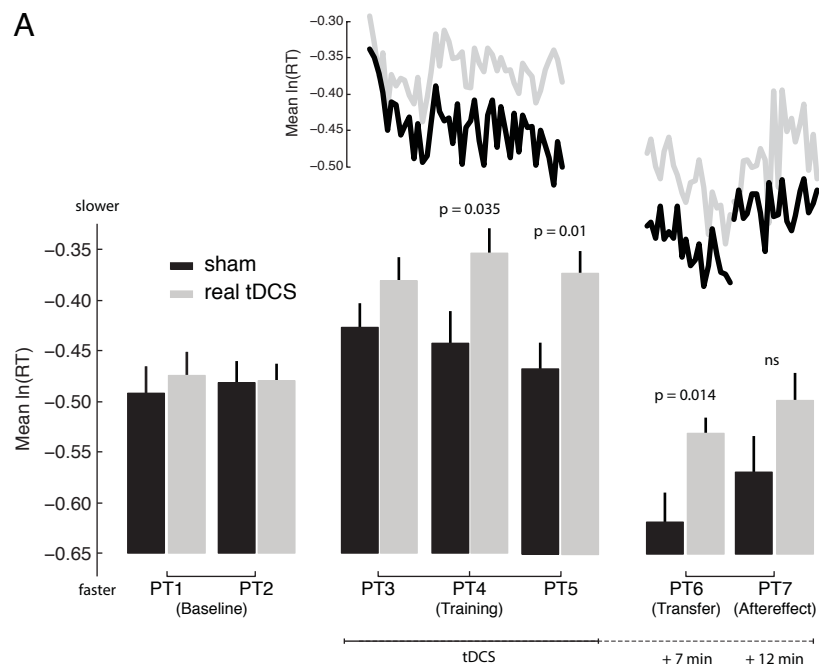 A
−0.30
−0.35
−0.40
−0.45
−0.50
Mean ln(RT)
slower
p = 0.035
p = 0.01
−0.35
−0.40
−0.45
−0.50
−0.55
−0.60
−0.65
Mean ln(RT)
sham
real tDCS
p = 0.014
ns
faster
PT1 PT2 PT3 PT4 PT5 PT6 PT7
(Baseline) (Training) (Transfer) (Aftereffect)
tDCS + 7 min + 12 min